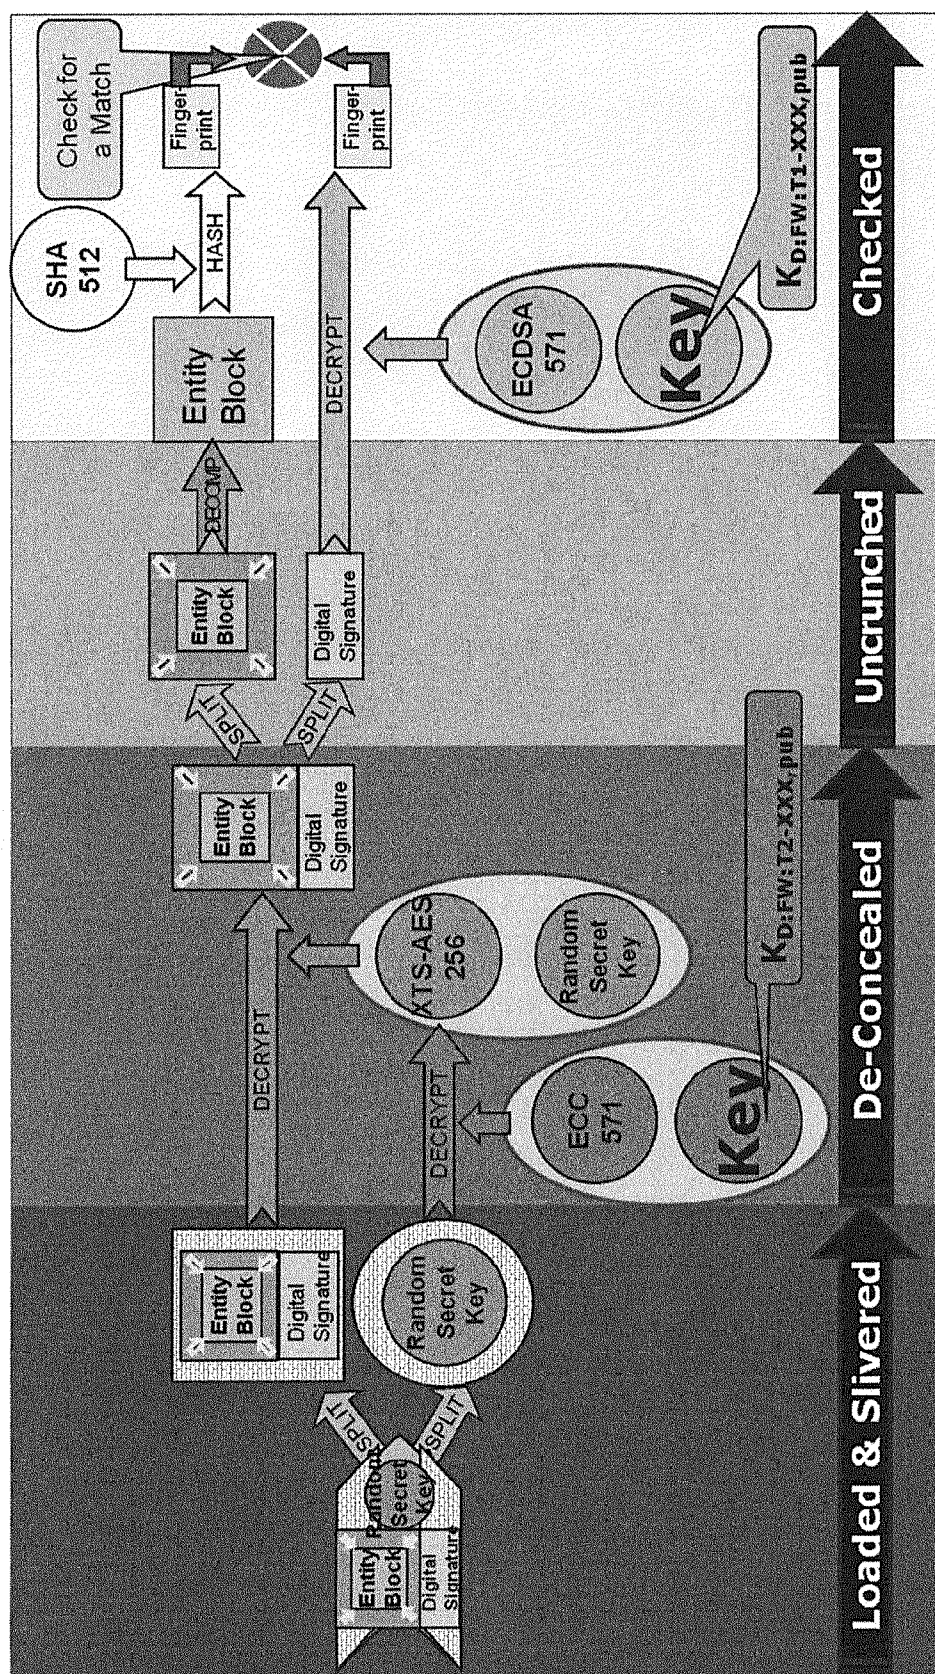 Loaded & Slivered
De-Concealed
Uncrunched
Checked
Entity
Block
Digital
Signature
Random
Secret
Key
SPLIT
SPLIT
Entity
Block
Digital
Signature
Random
Secret
Key
DECRYPT
DECRYPT
ECC
571
Key
KD:FW:T2-XXX,pub
XTS-AES
256
Random
Secret
Key
Entity
Block
Digital
Signature
SPLIT
SPLIT
Entity
Block
Digital
Signature
DECOMP
DECRYPT
Entity
Block
SHA
512
HASH
ECDSA
571
Key
KD:FW:T1-XXX,pub
Finger-
print
Finger-
print
Check for
a Match